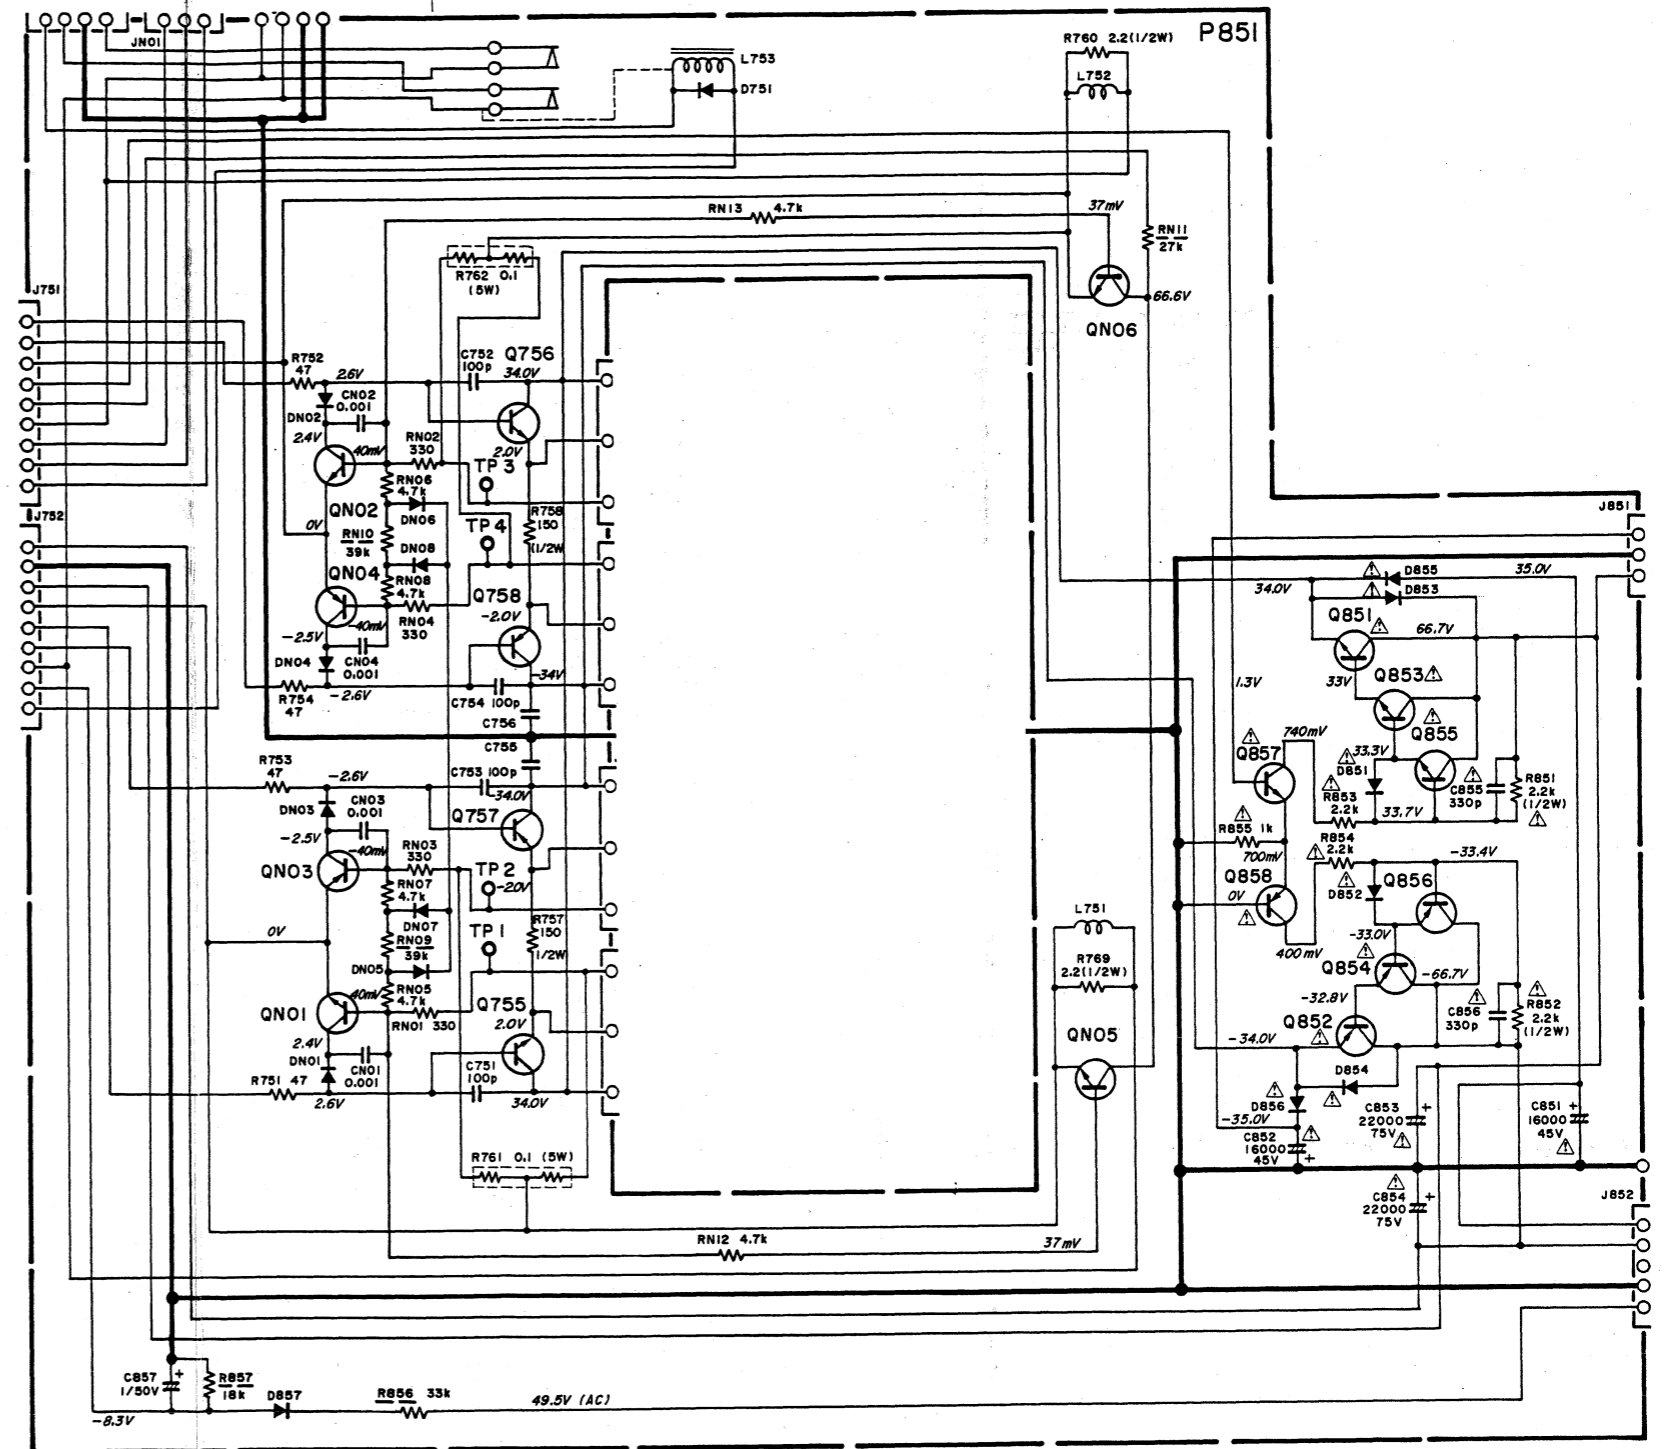 P851
JN01
L753
D751
R760 2.2(1/2W)
L752
RN13 4.7k
37mV
RN11
27k
66.6V
QN06
R762 0.1
(5W)
J751
R752
47
2.6V
C752
100p
Q756
34.0V
CN02
0.001
DN02
2.4V
40mV
RN02
330
2.0V
TP3
RN06
4.7k
QN02
DN06
0V
RN10
39k
TP4
R758
150
(1/2W
DN08
QN04
RN08
4.7k
Q758
-2.0V
-40mV
RN04
330
-2.5V
DN04
CN04
0.001
-34V
R754
47
-2.6V
C754 100p
C756
C755
J752
R753
47
-2.6V
C753 100p
-34.0V
DN03
CN03
0.001
Q757
-2.5V
-40mV
RN03
330
QN03
RN07
4.7k
TP2
-2.0V
DN07
R757
150
1/2W
0V
RN09
39k
TP1
DN05
40mV
RN05
4.7k
Q755
2.0V
QN01
RN01 330
2.4V
DN01
CN01
0.001
C751
100p
R751 47
2.6V
34.0V
R761 0.1 (5W)
L751
R769
2.2(1/2W)
QN05
RN12 4.7k
37mV
J851
D855
35.0V
34.0V
D853
Q851
66.7V
33V
Q853
1.3V
Q855
740mV
33.3V
Q857
D851
R853
2.2k
33.7V
C855
330p
R851
2.2k
(1/2W)
R855 1k
R854
2.2k
700mV
-33.4V
Q858
0V
D852
Q856
-33.0V
400mV
Q854
-66.7V
-32.8V
Q852
C856
330p
R852
2.2k
(1/2W)
-34.0V
D854
D856
-35.0V
C853
22000
75V
C851
16000
45V
C852
16000
45V
C854
22000
75V
J852
C857
1/50V
R857
18k
D857
R856 33k
49.5V (AC)
-8.3V